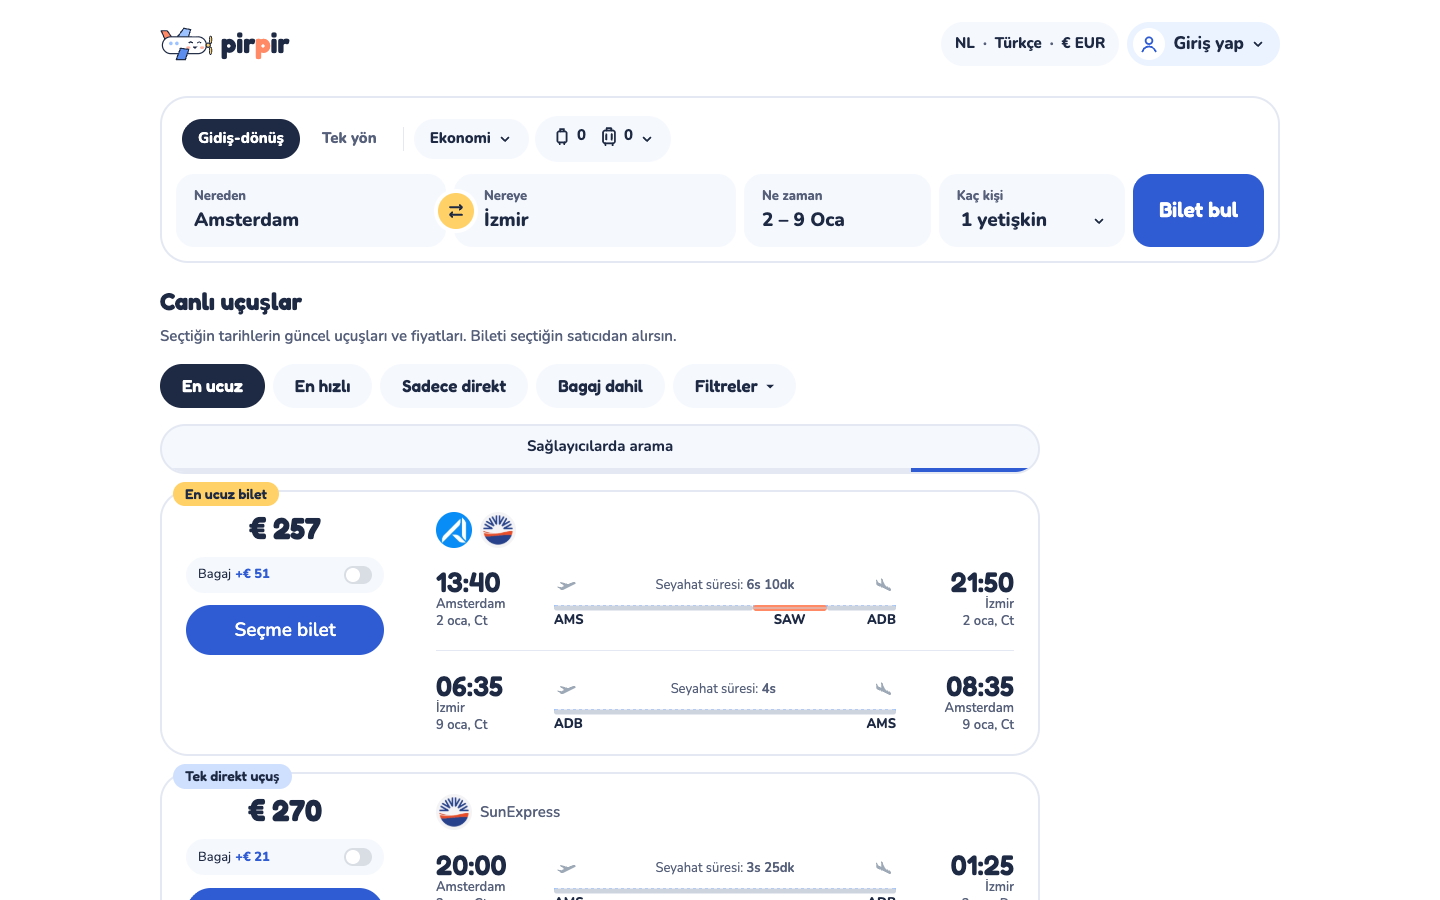 pirpir
NL · Türkçe · € EUR
Giriş yap
Gidiş-dönüş
Tek yön
Ekonomi
0
0
Nereden
Amsterdam
Nereye
İzmir
Ne zaman
2 – 9 Oca
Kaç kişi
1 yetişkin
Bilet bul
Canlı uçuşlar
Seçtiğin tarihlerin güncel uçuşları ve fiyatları. Bileti seçtiğin satıcıdan alırsın.
En ucuz
En hızlı
Sadece direkt
Bagaj dahil
Filtreler
Sağlayıcılarda arama
En ucuz bilet
€ 257
Bagaj +€ 51
Seçme bilet
13:40
Amsterdam
2 oca, Ct
Seyahat süresi: 6s 10dk
AMS
SAW
ADB
21:50
İzmir
2 oca, Ct
06:35
İzmir
9 oca, Ct
Seyahat süresi: 4s
ADB
AMS
08:35
Amsterdam
9 oca, Ct
Tek direkt uçuş
€ 270
Bagaj +€ 21
SunExpress
20:00
Amsterdam
Seyahat süresi: 3s 25dk
01:25
İzmir